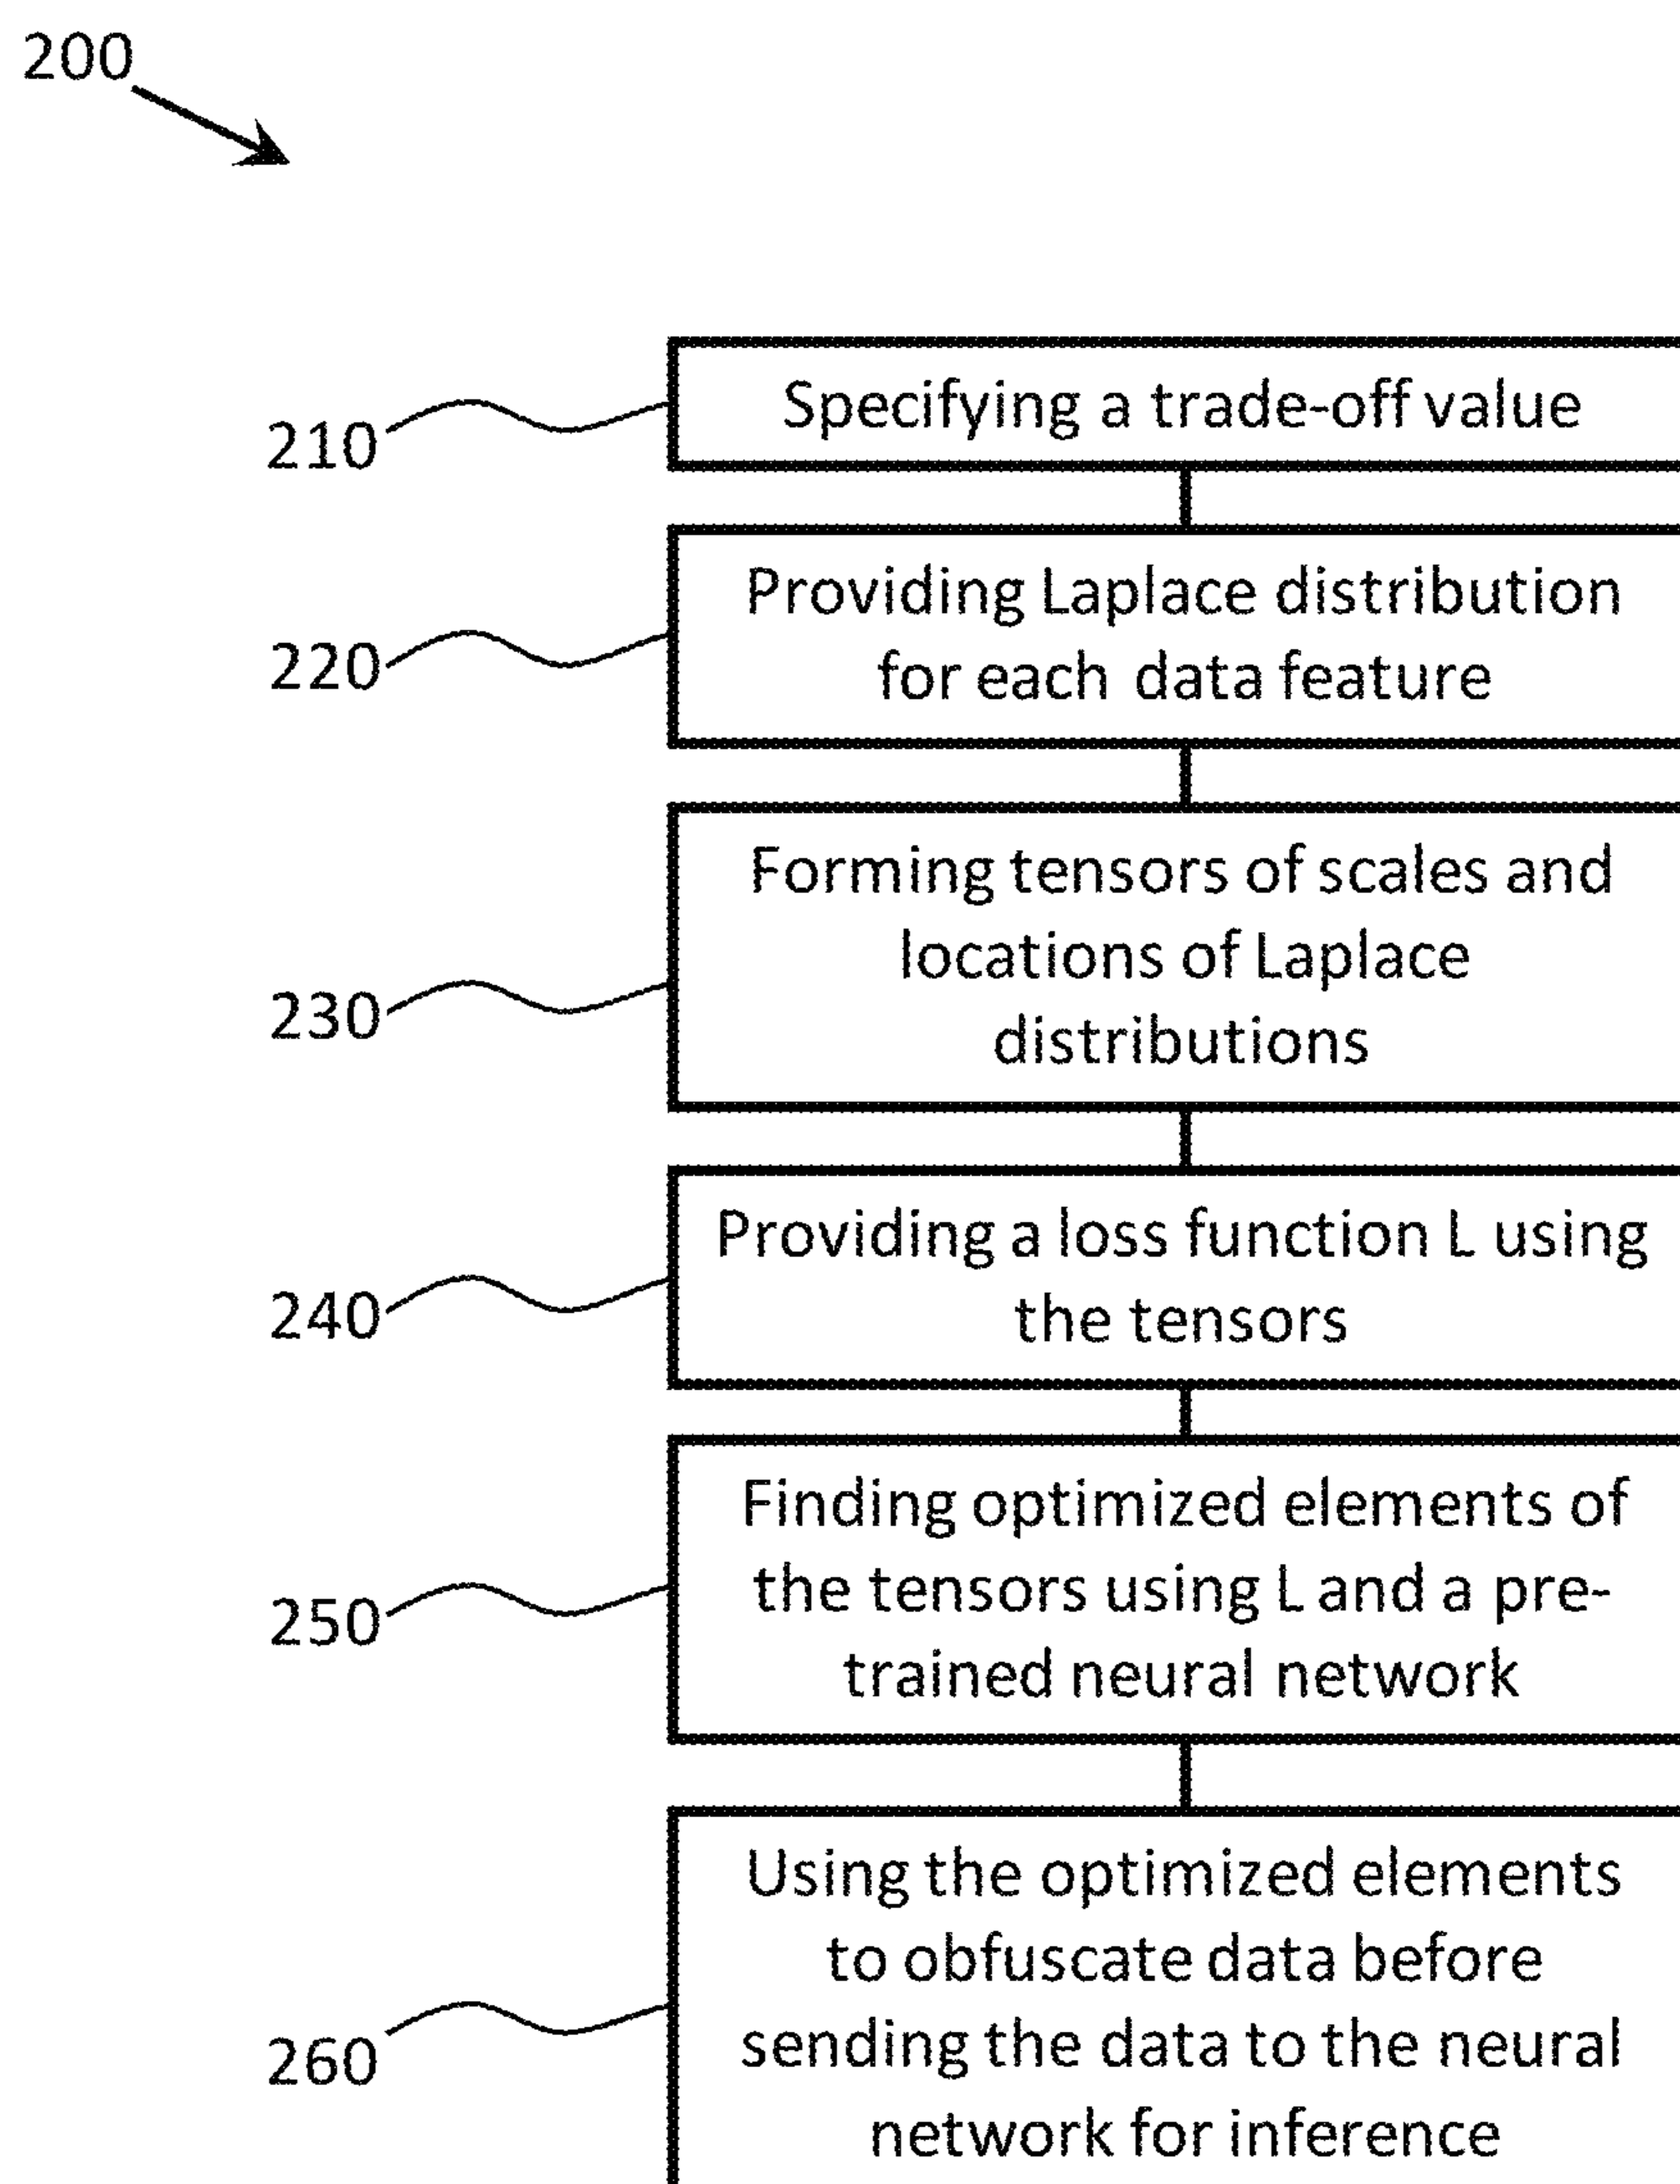 200
210
Specifying a trade-off value
220
Providing Laplace distribution
for each data feature
230
Forming tensors of scales and
locations of Laplace
distributions
240
Providing a loss function L using
the tensors
250
Finding optimized elements of
the tensors using L and a pre-
trained neural network
260
Using the optimized elements
to obfuscate data before
sending the data to the neural
network for inference